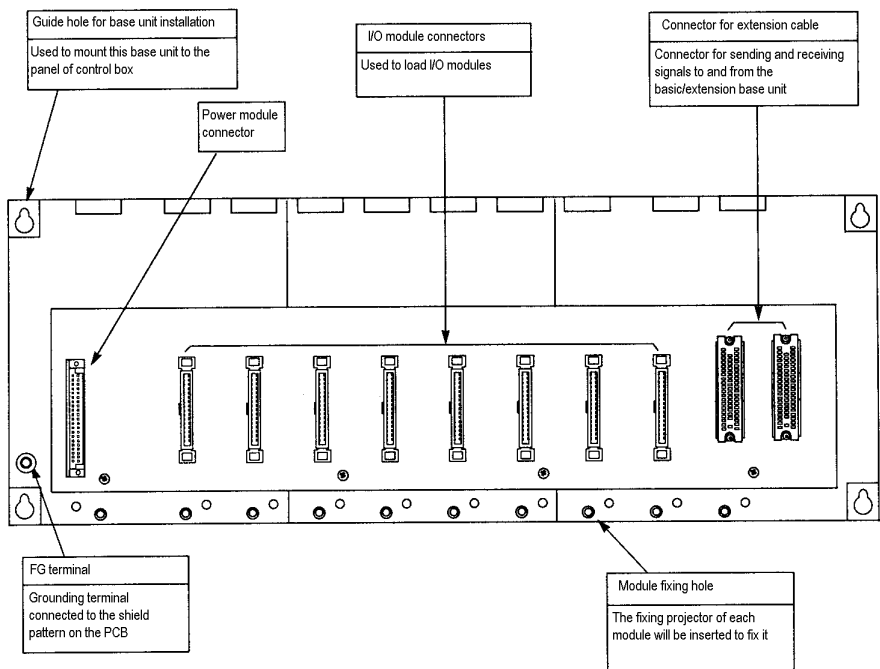 Guide hole for base unit installation
Used to mount this base unit to the
panel of control box
I/O module connectors
Used to load I/O modules
Connector for extension cable
Connector for sending and receiving
signals to and from the
basic/extension base unit
Power module
connector
FG terminal
Grounding terminal
connected to the shield
pattern on the PCB
Module fixing hole
The fixing projector of each
module will be inserted to fix it